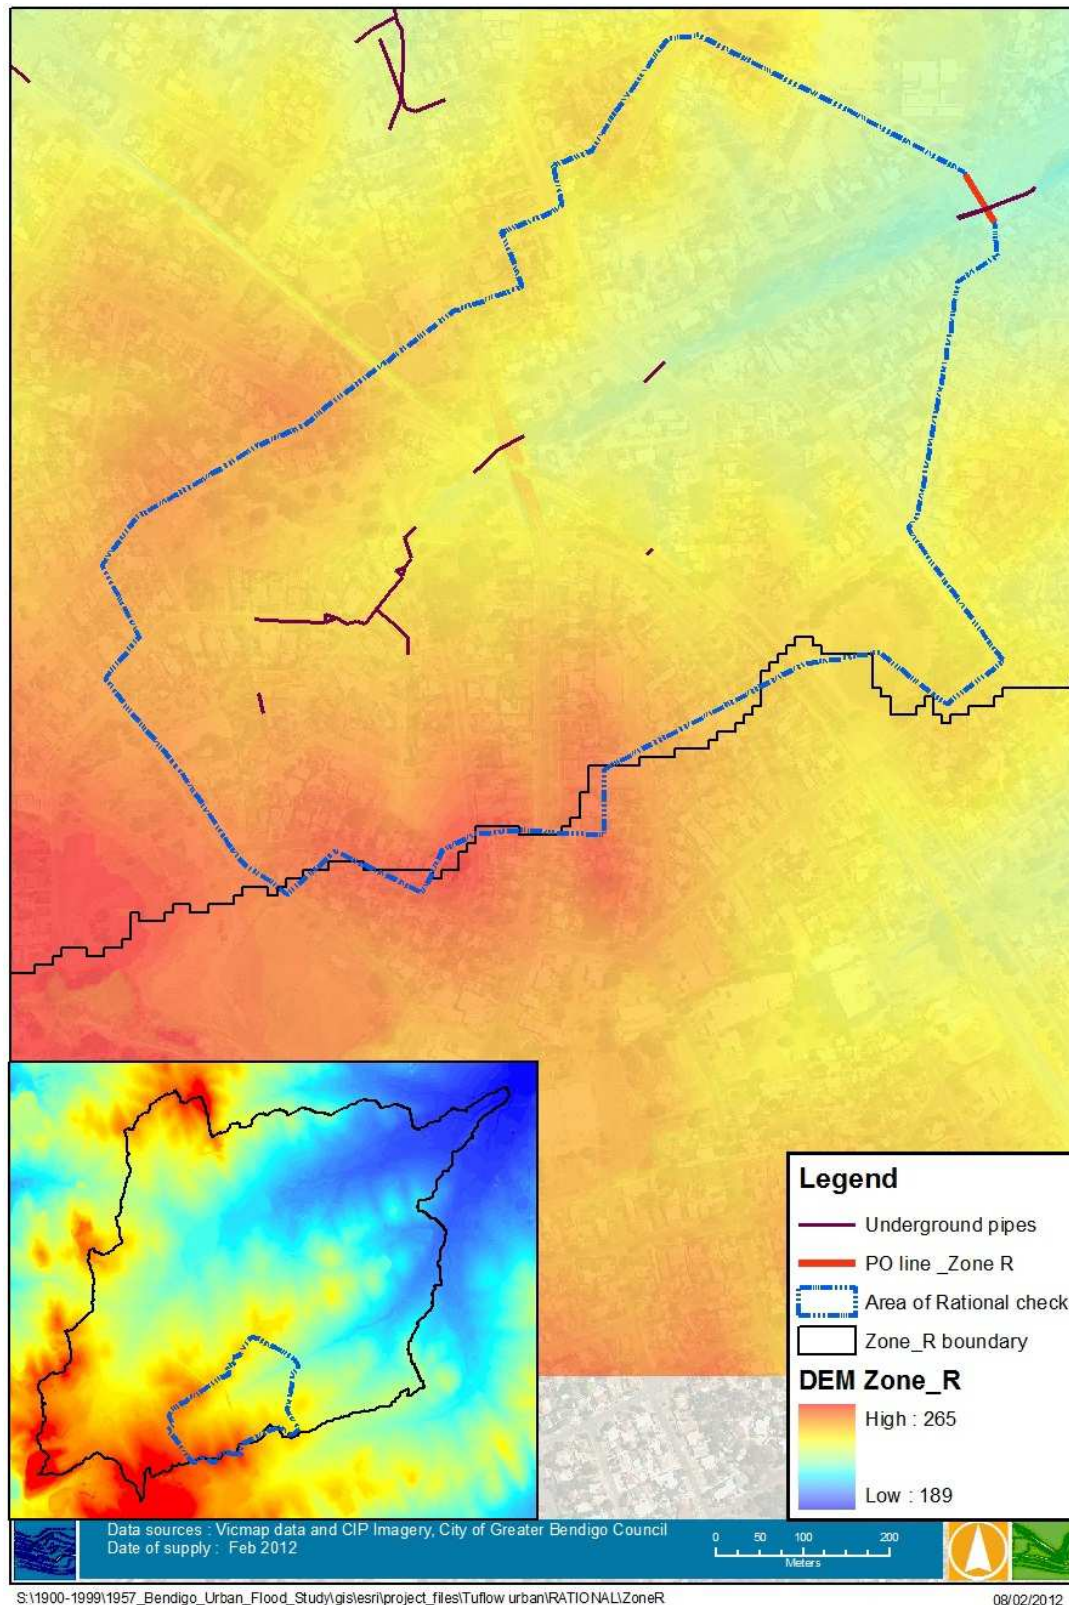 Legend
Underground pipes
PO line _Zone R
Area of Rational check
Zone_R boundary
DEM Zone_R
High : 265
Low : 189
Data sources : Vicmap data and CIP Imagery, City of Greater Bendigo Council
Date of supply : Feb 2012
0 50 100 200
Meters
S:\1900-1999\1957_Bendigo_Urban_Flood_Study\gis\esri\project_files\Tuflow urban\RATIONAL\ZoneR
08/02/2012